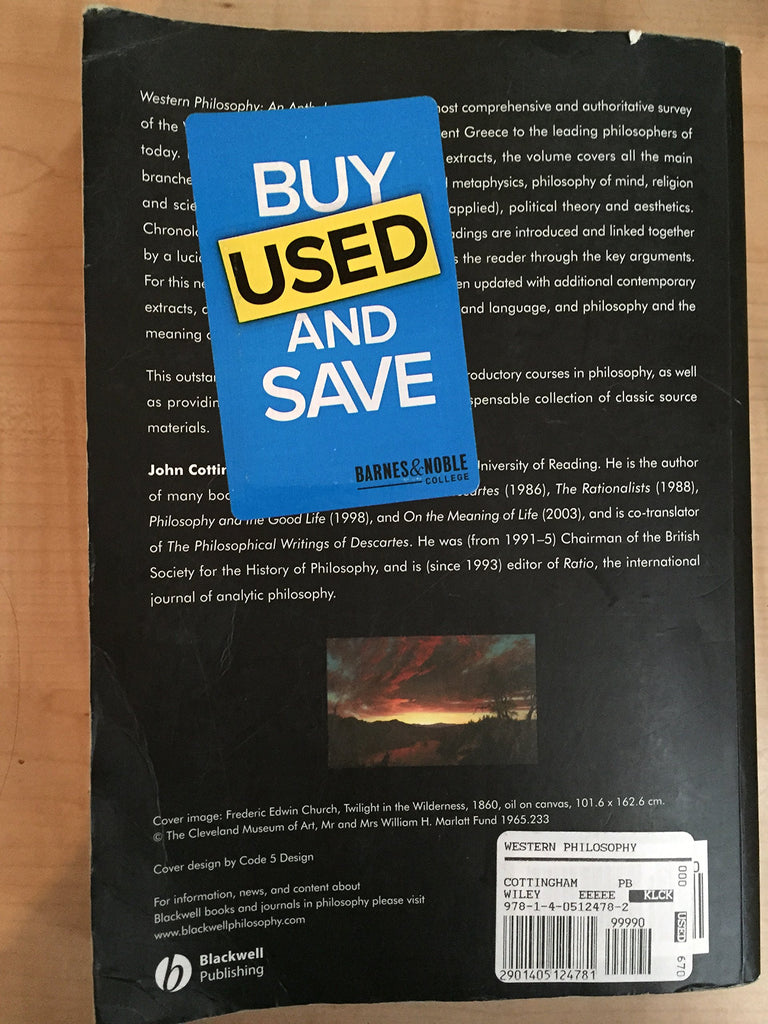 Western Philosophy: An Anth
most comprehensive and authoritative survey
of the
ent Greece to the leading philosophers of
today.
extracts, the volume covers all the main
branche
metaphysics, philosophy of mind, religion
and scie
applied), political theory and aesthetics.
Chronolo
adings are introduced and linked together
by a luci
s the reader through the key arguments.
For this ne
en updated with additional contemporary
extracts,
and language, and philosophy and the
meaning
This outstan
roductory courses in philosophy, as well
as providin
spensable collection of classic source
materials.
BUY
USED
AND
SAVE
BARNES&NOBLE
COLLEGE
John Cottin
University of Reading. He is the author
of many boo
cartes (1986), The Rationalists (1988),
Philosophy and the Good Life (1998), and On the Meaning of Life (2003), and is co-translator
of The Philosophical Writings of Descartes. He was (from 1991–5) Chairman of the British
Society for the History of Philosophy, and is (since 1993) editor of Ratio, the international
journal of analytic philosophy.
Cover image: Frederic Edwin Church, Twilight in the Wilderness, 1860, oil on canvas, 101.6 x 162.6 cm.
© The Cleveland Museum of Art, Mr and Mrs William H. Marlatt Fund 1965.233
Cover design by Code 5 Design
For information, news, and content about
Blackwell books and journals in philosophy please visit
www.blackwellphilosophy.com
Blackwell
Publishing
WESTERN PHILOSOPHY
COTTINGHAM PB
WILEY EEEEE KLCK
978-1-4-0512478-2
99990
2901405124781
000
USED
670